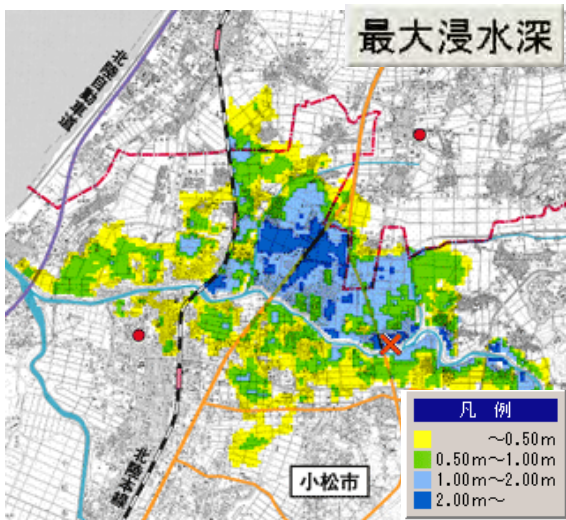 最大浸水深
北陸自動車道
北陸本線
小松市
凡 例
～0.50m
0.50m～1.00m
1.00m～2.00m
2.00m～